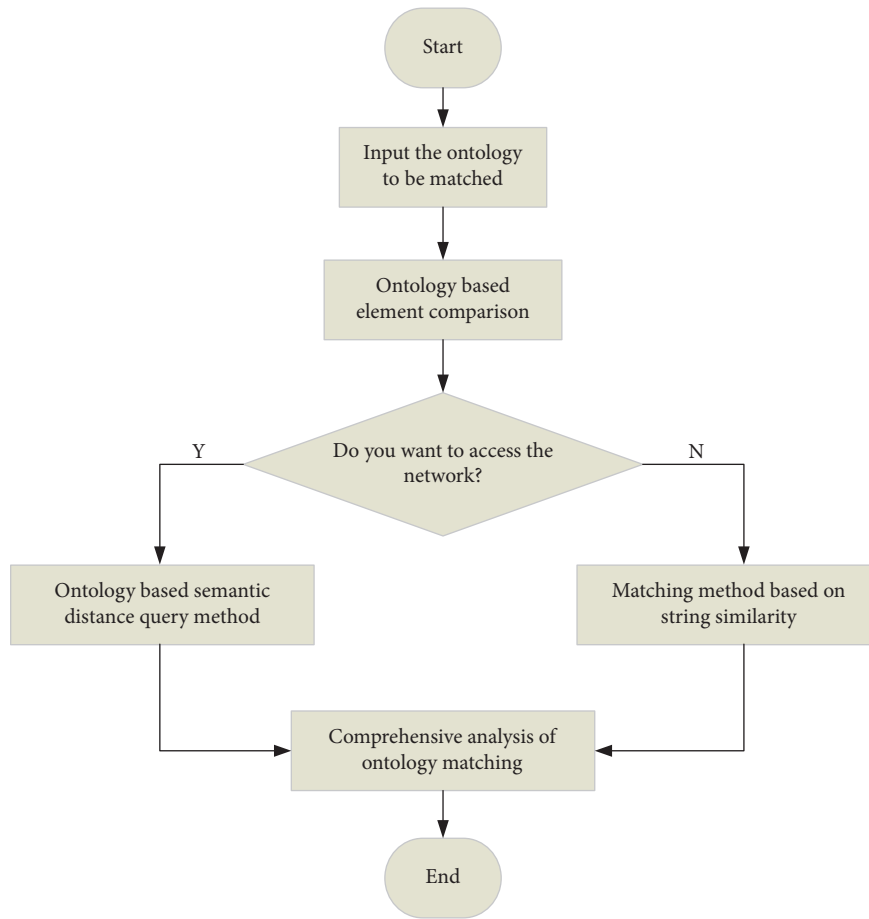 Start
Input the ontology
to be matched
Ontology based
element comparison
Do you want to access the
network?
Y
N
Ontology based semantic
distance query method
Matching method based on
string similarity
Comprehensive analysis of
ontology matching
End